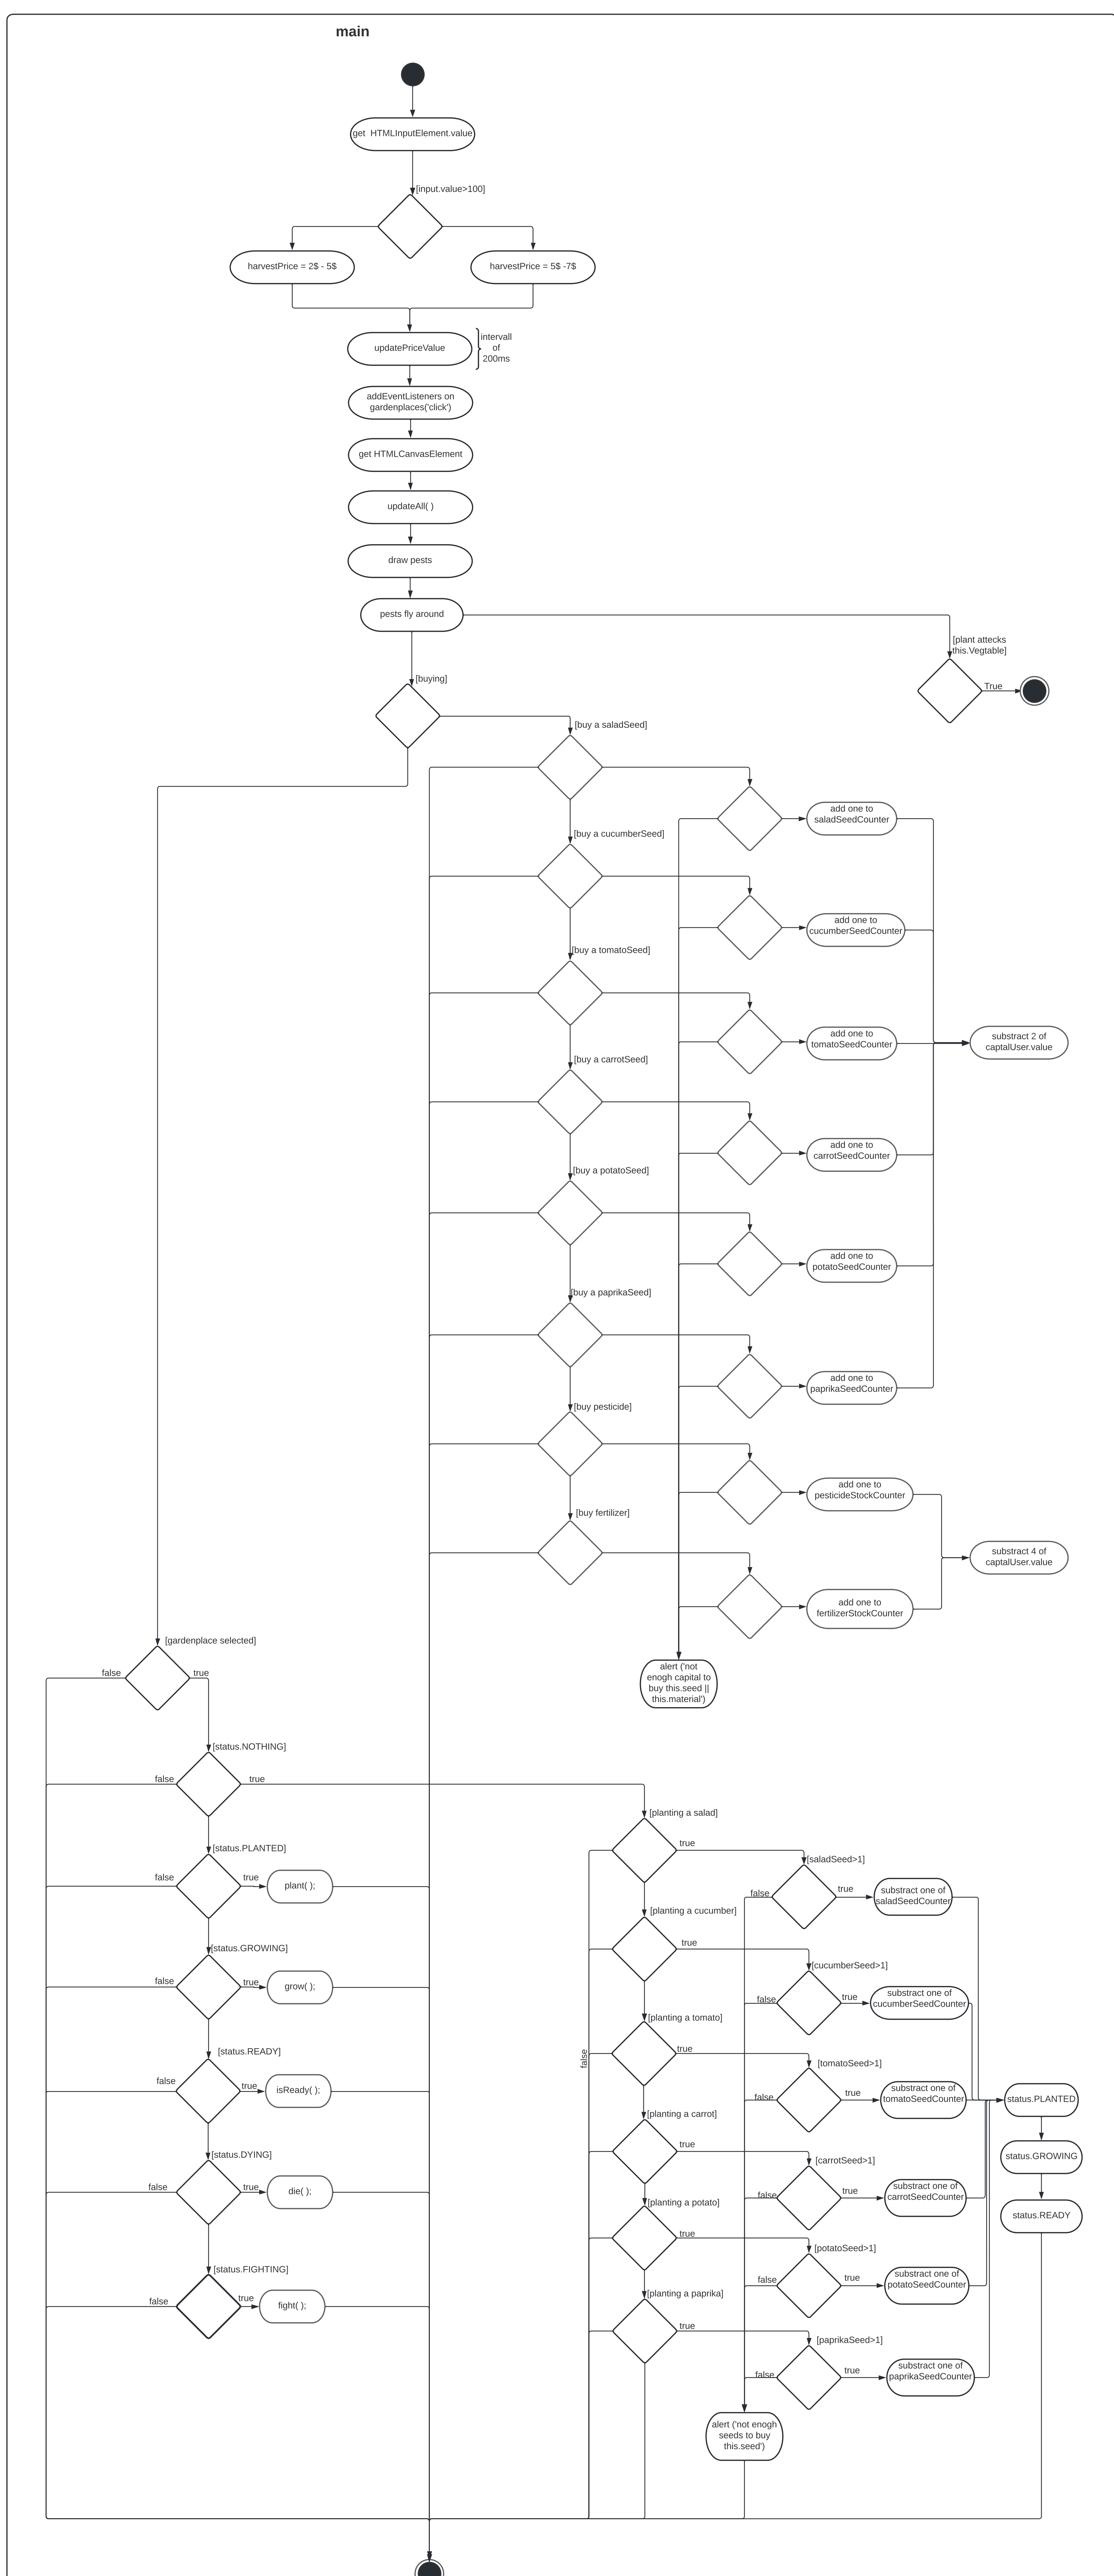 main
get  HTMLInputElement.value
[input.value>100]
harvestPrice = 2$ - 5$
harvestPrice = 5$ -7$
updatePriceValue
intervall
of
200ms
addEventListeners on
gardenplaces('click')
get HTMLCanvasElement
updateAll( )
draw pests
pests fly around
[plant attecks
this.Vegtable]
True
[buying]
[buy a saladSeed]
add one to
saladSeedCounter
[buy a cucumberSeed]
add one to
cucumberSeedCounter
[buy a tomatoSeed]
add one to
tomatoSeedCounter
substract 2 of
captalUser.value
[buy a carrotSeed]
add one to
carrotSeedCounter
[buy a potatoSeed]
add one to
potatoSeedCounter
[buy a paprikaSeed]
add one to
paprikaSeedCounter
[buy pesticide]
add one to
pesticideStockCounter
[buy fertilizer]
substract 4 of
captalUser.value
add one to
fertilizerStockCounter
[gardenplace selected]
false
true
alert ('not
enogh capital to
buy this.seed ||
this.material')
[status.NOTHING]
false
true
[planting a salad]
true
[status.PLANTED]
false
true
plant( );
[saladSeed>1]
false
true
substract one of
saladSeedCounter
[planting a cucumber]
true
[status.GROWING]
false
true
grow( );
[cucumberSeed>1]
false
true
substract one of
cucumberSeedCounter
[planting a tomato]
true
false
[status.READY]
false
true
isReady( );
[tomatoSeed>1]
false
true
substract one of
tomatoSeedCounter
status.PLANTED
[planting a carrot]
true
[status.DYING]
false
true
die( );
[carrotSeed>1]
false
true
substract one of
carrotSeedCounter
status.GROWING
[planting a potato]
true
status.READY
[status.FIGHTING]
false
true
fight( );
[potatoSeed>1]
false
true
substract one of
potatoSeedCounter
[planting a paprika]
true
[paprikaSeed>1]
false
true
substract one of
paprikaSeedCounter
alert ('not enogh
seeds to buy
this.seed')